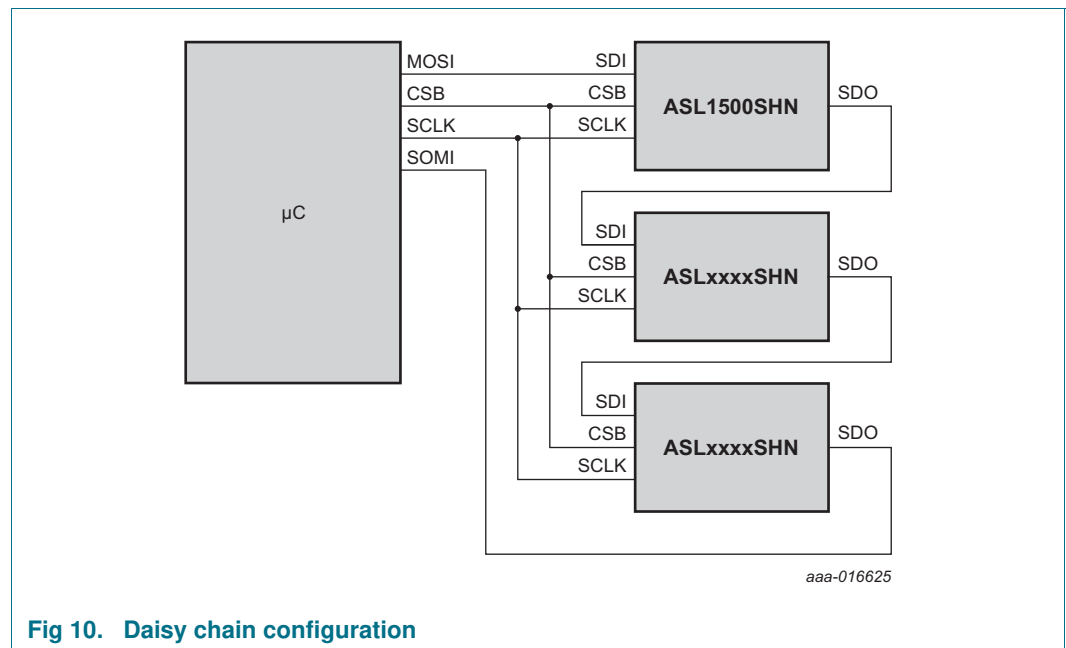 MOSI
CSB
SCLK
SOMI
µC
SDI
CSB
SCLK
ASL1500SHN
SDO
SDI
CSB
SCLK
ASLxxxxSHN
SDO
SDI
CSB
SCLK
ASLxxxxSHN
SDO
aaa-016625
Fig 10. Daisy chain configuration